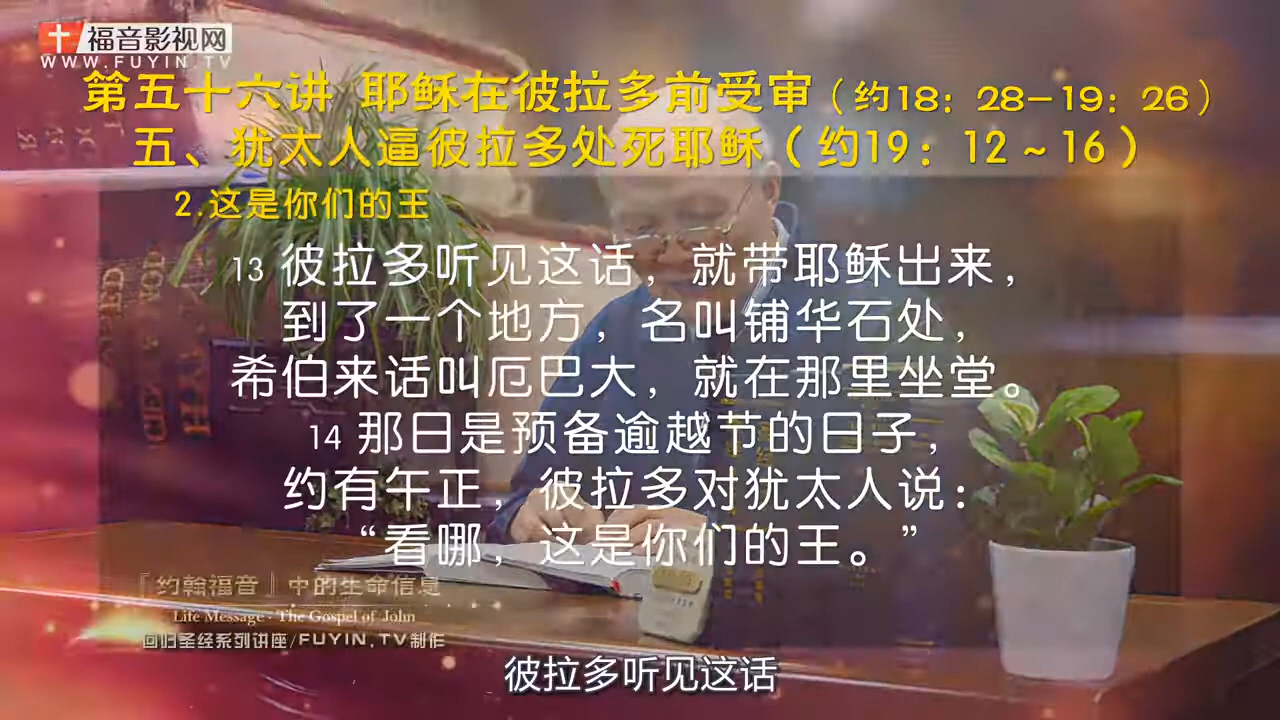 福音影视网
WWW.FUYIN.TV
第五十六讲 耶稣在彼拉多前受审（约18：28-19：26）
五、犹太人逼彼拉多处死耶稣（约19：12～16）
2.这是你们的王
13 彼拉多听见这话，就带耶稣出来，
到了一个地方，名叫铺华石处，
希伯来话叫厄巴大，就在那里坐堂。
14 那日是预备逾越节的日子，
约有午正，彼拉多对犹太人说：
“看哪，这是你们的王。”
『约翰福音』中的生命信息
Life Message - The Gospel of John
回归圣经系列讲座/FUYIN.TV制作
彼拉多听见这话